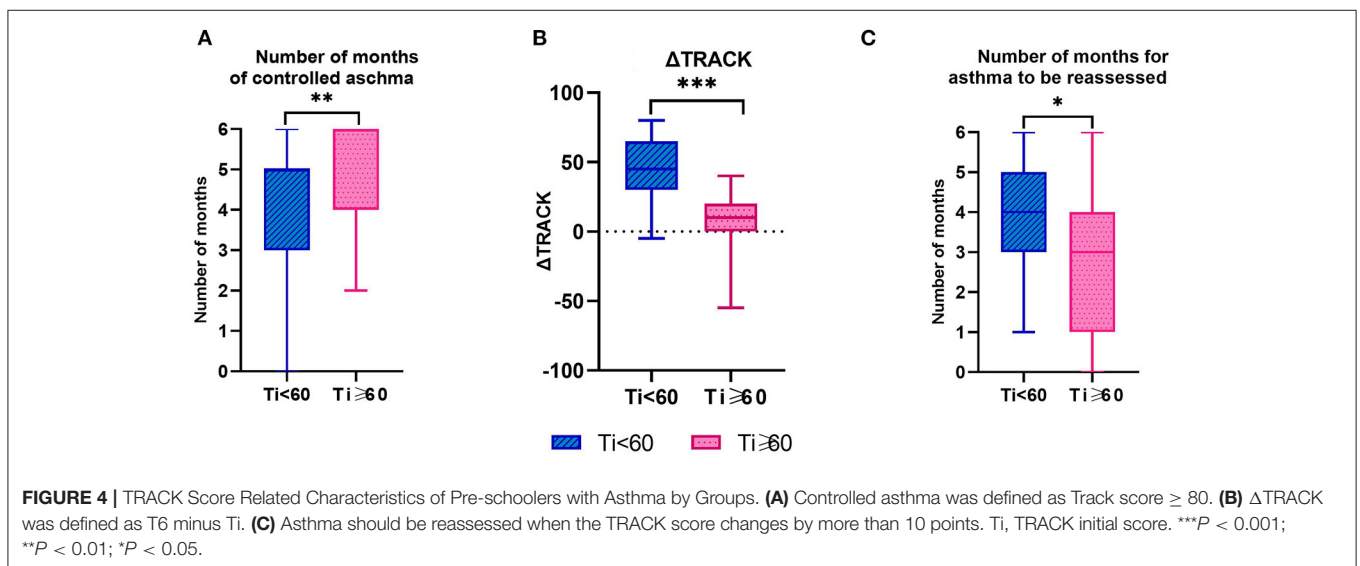 A
Number of months
of controlled aschma
**
Number of months
6
5
4
3
2
1
0
Ti<60
Ti⩾60
B
ΔTRACK
***
ΔTRACK
100
50
0
-50
-100
Ti<60
Ti⩾60
C
Number of months for
asthma to be reassessed
*
Number of months
6
5
4
3
2
1
0
Ti<60
Ti⩾60
Ti<60
Ti⩾60
FIGURE 4 | TRACK Score Related Characteristics of Pre-schoolers with Asthma by Groups. (A) Controlled asthma was defined as Track score ≥ 80. (B) ΔTRACK
was defined as T6 minus Ti. (C) Asthma should be reassessed when the TRACK score changes by more than 10 points. Ti, TRACK initial score. ***P < 0.001;
**P < 0.01; *P < 0.05.